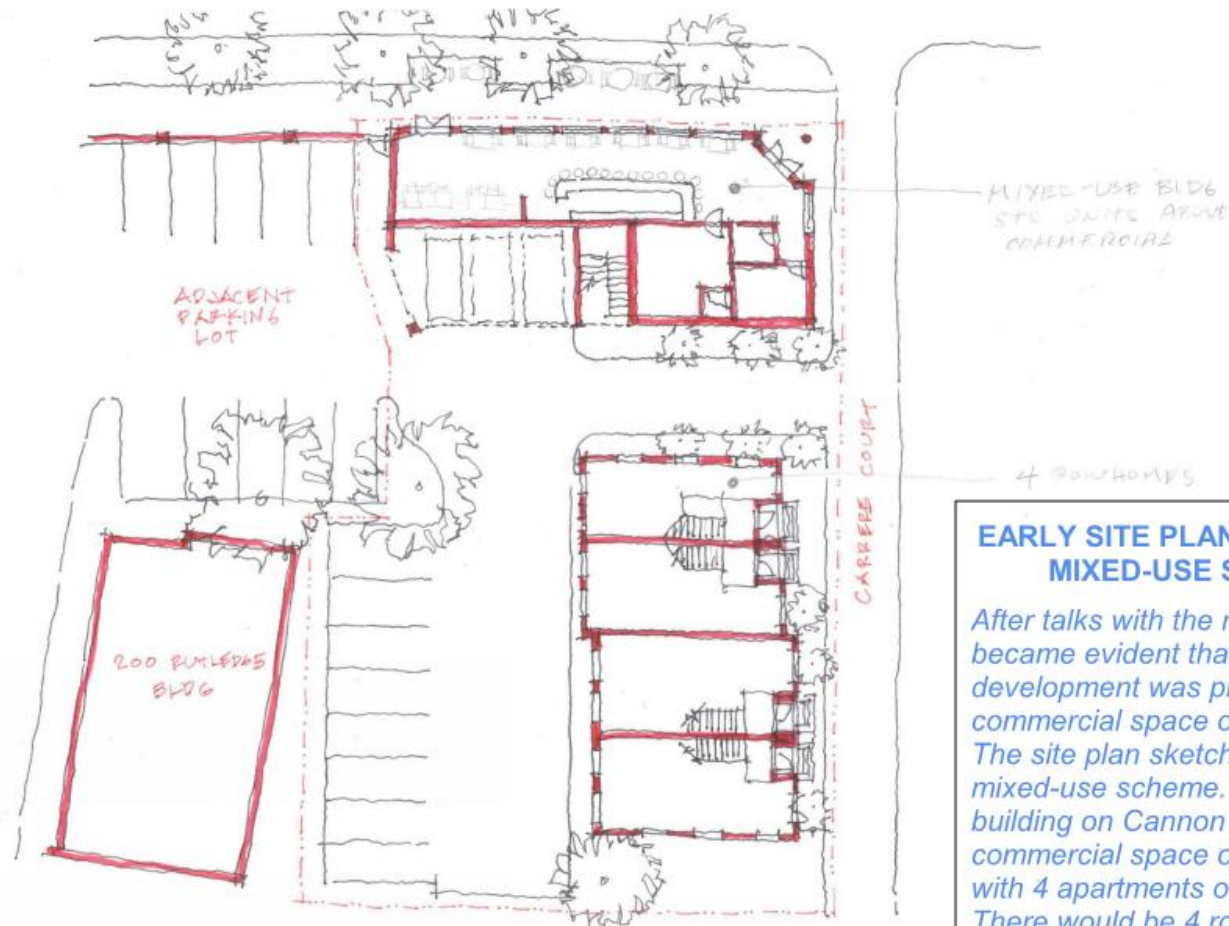 MIXED-USE BLDG
UNITS ABOVE
COMMERCIAL
ADJACENT
PARKING
LOT
CARRERE COURT
4 ROWHOMES
200 RUTLEDGE
BLDG
EARLY SITE PLAN
MIXED-USE S
After talks with the
became evident tha
development was
commercial space
The site plan sketch
mixed-use scheme.
building on Cannon
commercial space
with 4 apartments
There would be 4